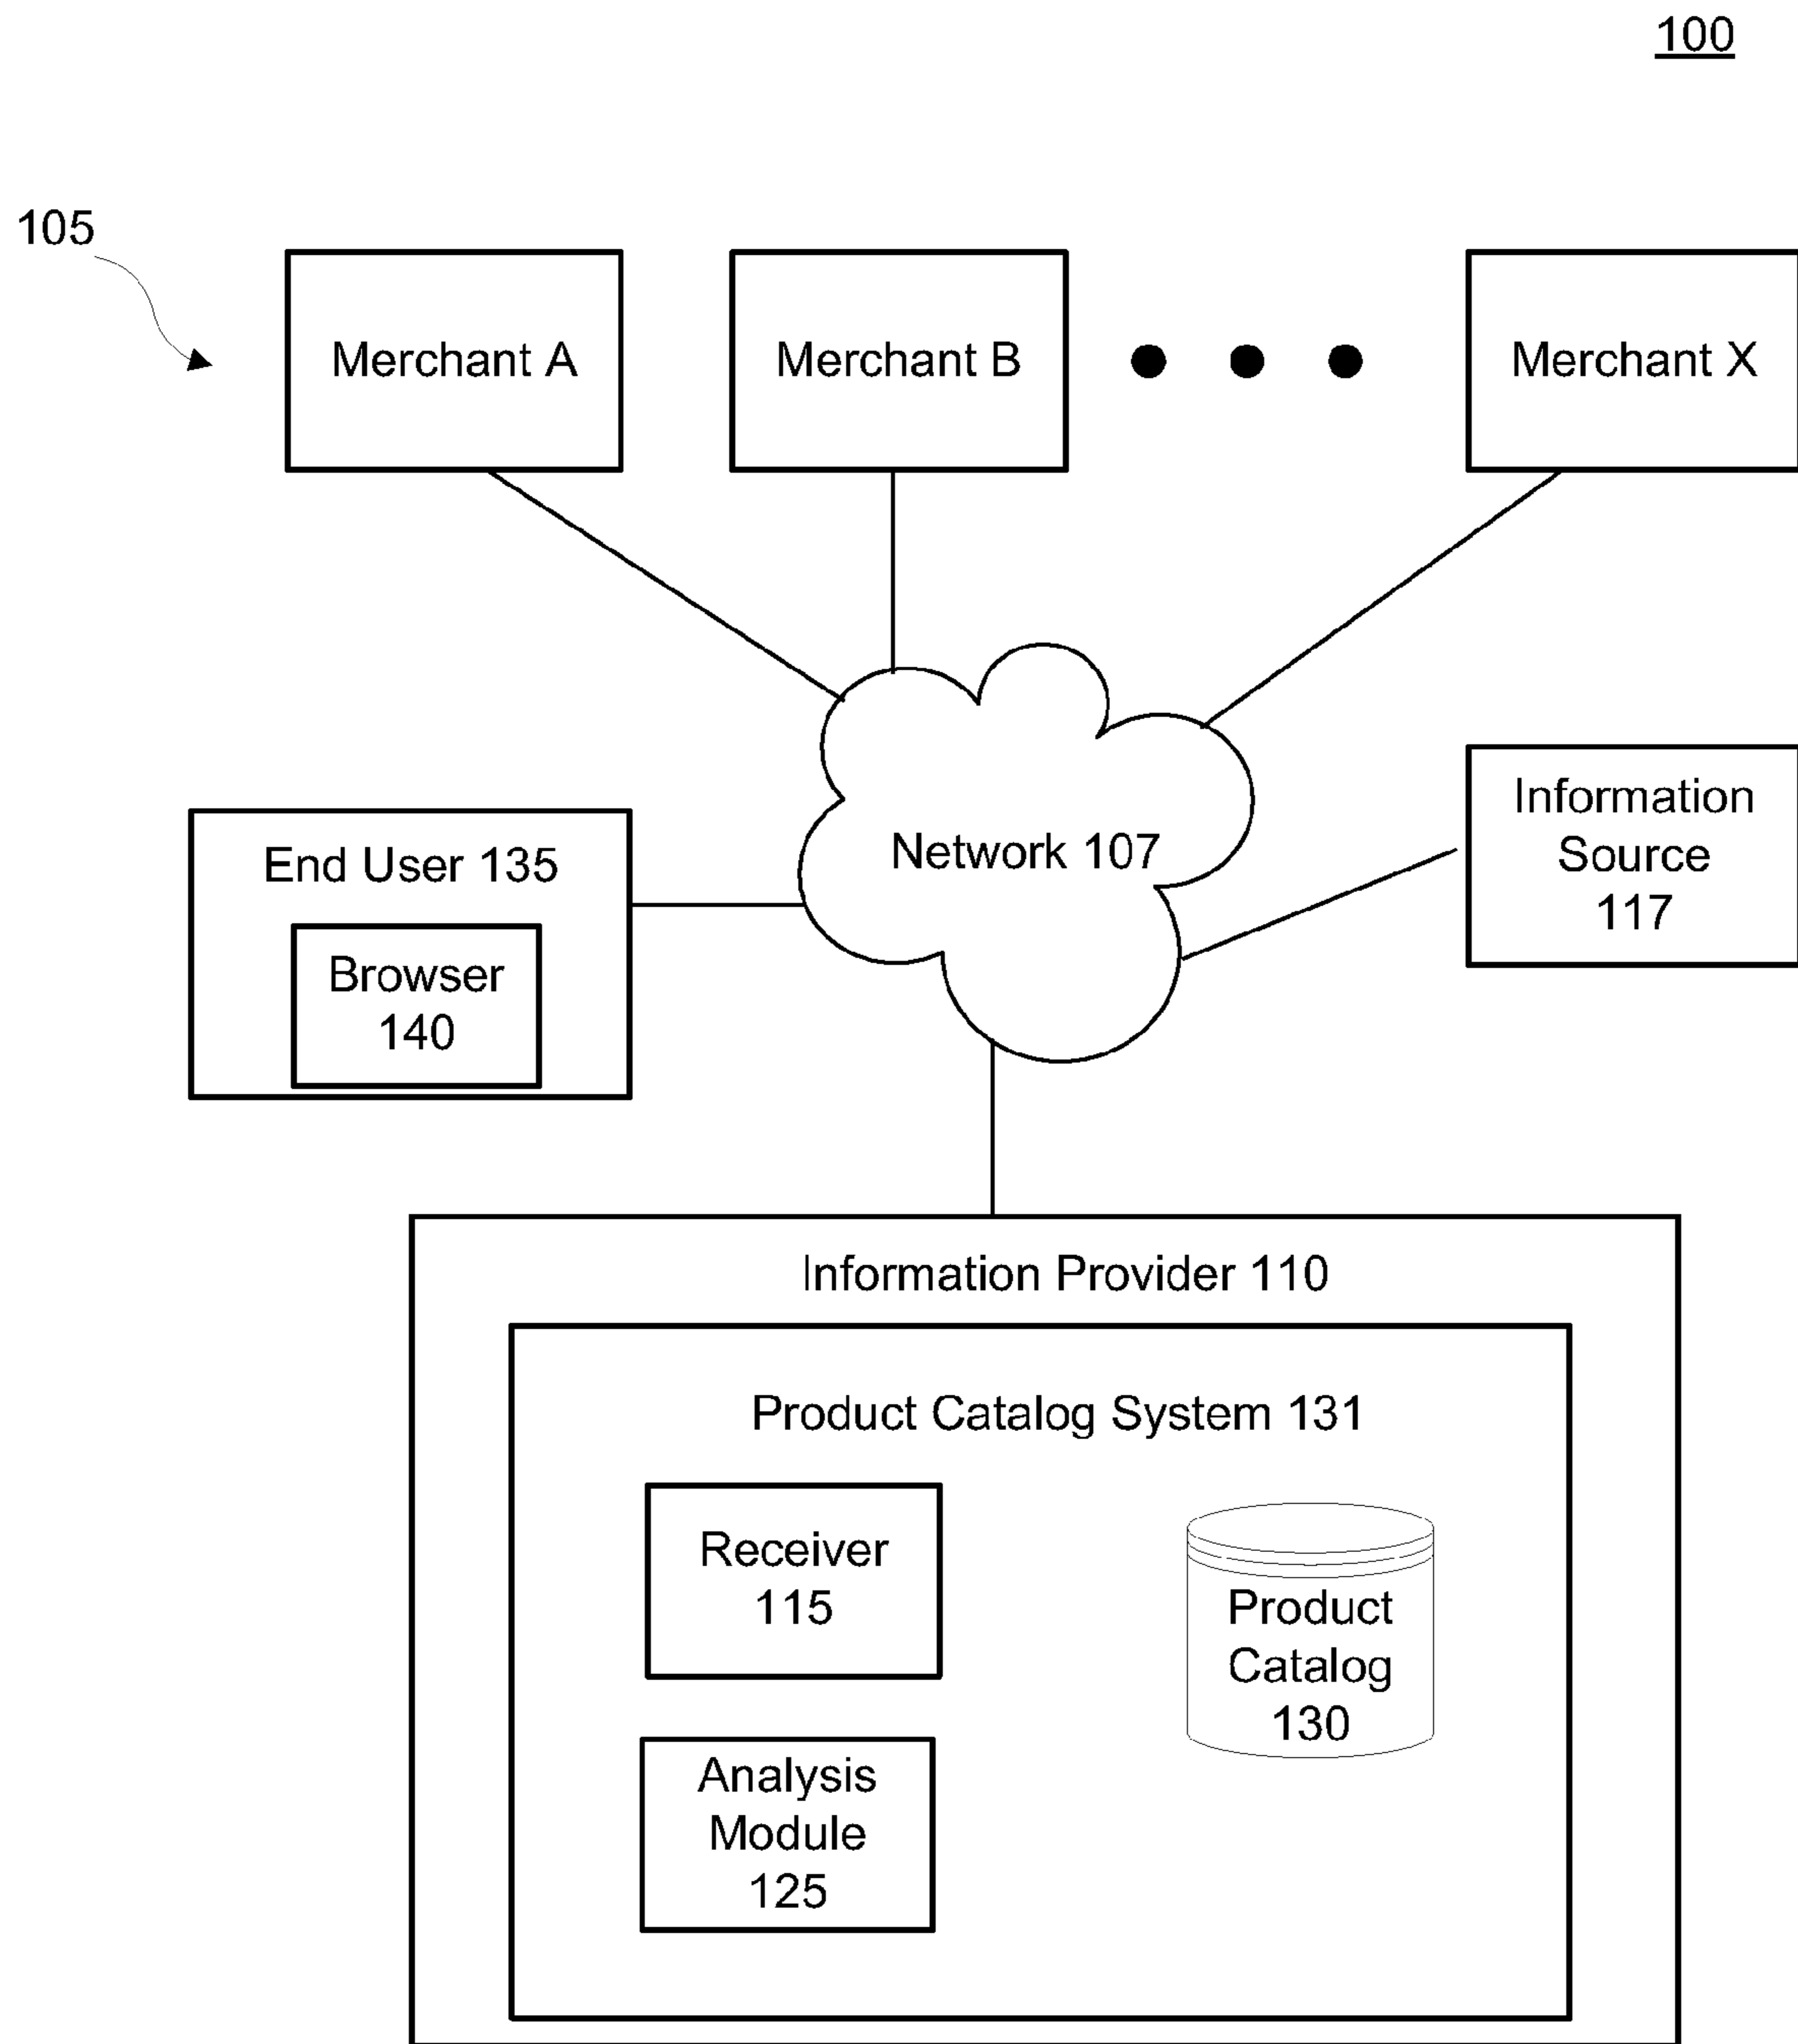 100
105
Merchant A
Merchant B
Merchant X
Network 107
Information
Source
117
End User 135
Browser
140
Information Provider 110
Product Catalog System 131
Receiver
115
Product
Catalog
130
Analysis
Module
125